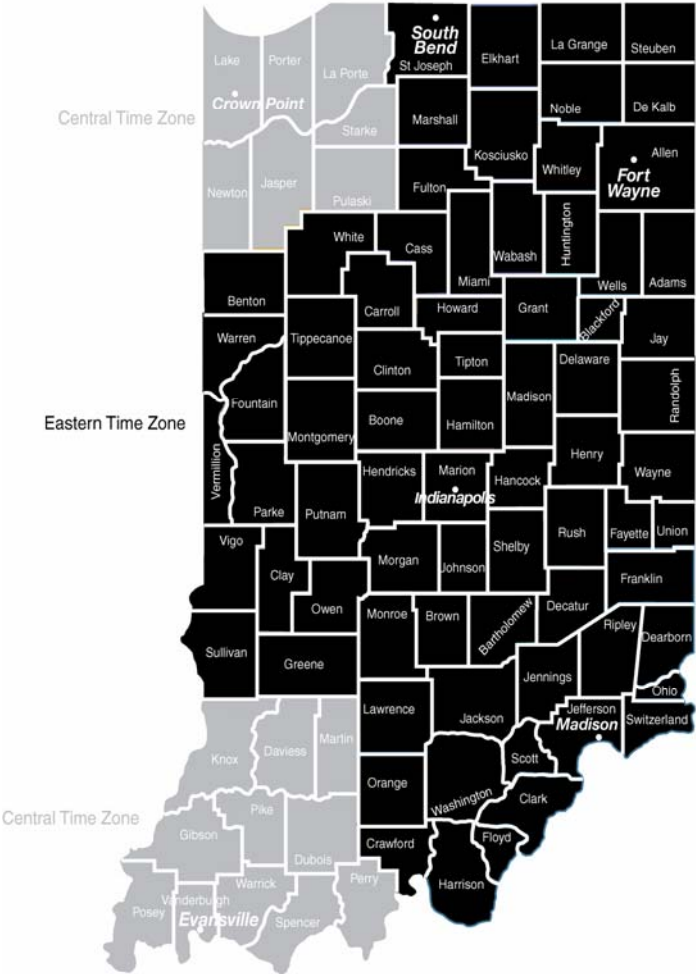 South
Bend
St Joseph
Elkhart
La Grange
Steuben
Lake
Porter
La Porte
Crown Point
Central Time Zone
Starke
Marshall
Noble
De Kalb
Kosciusko
Whitley
Allen
Fort
Wayne
Newton
Jasper
Pulaski
Fulton
White
Cass
Miami
Wabash
Huntington
Wells
Adams
Benton
Carroll
Howard
Grant
Blackford
Jay
Warren
Tippecanoe
Clinton
Tipton
Delaware
Madison
Randolph
Eastern Time Zone
Fountain
Montgomery
Boone
Hamilton
Henry
Vermillion
Parke
Putnam
Hendricks
Marion
Indianapolis
Hancock
Wayne
Vigo
Clay
Owen
Morgan
Johnson
Shelby
Rush
Fayette
Union
Franklin
Monroe
Brown
Bartholomew
Decatur
Ripley
Dearborn
Sullivan
Greene
Jennings
Ohio
Lawrence
Jackson
Jefferson
Madison
Switzerland
Knox
Daviess
Martin
Scott
Orange
Washington
Clark
Central Time Zone
Gibson
Pike
Dubois
Crawford
Floyd
Harrison
Posey
Vanderburgh
Evansville
Warrick
Spencer
Perry